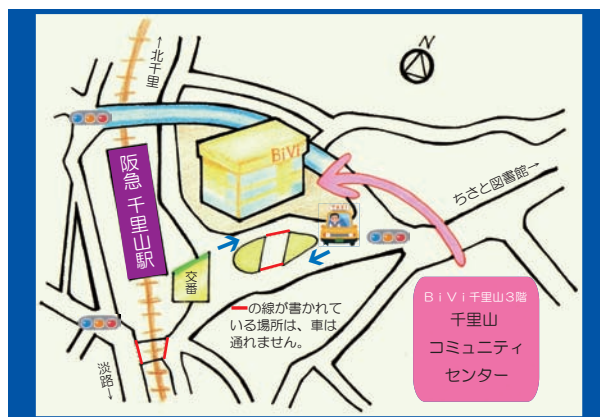 ←北千里
N
BiVi
阪急 千里山駅
ちさと図書館→
TAXI
交番
ーの線が書かれて
いる場所は、車は
通れません。
BiVi千里山3階
千里山
コミュニティ
センター
淡路→